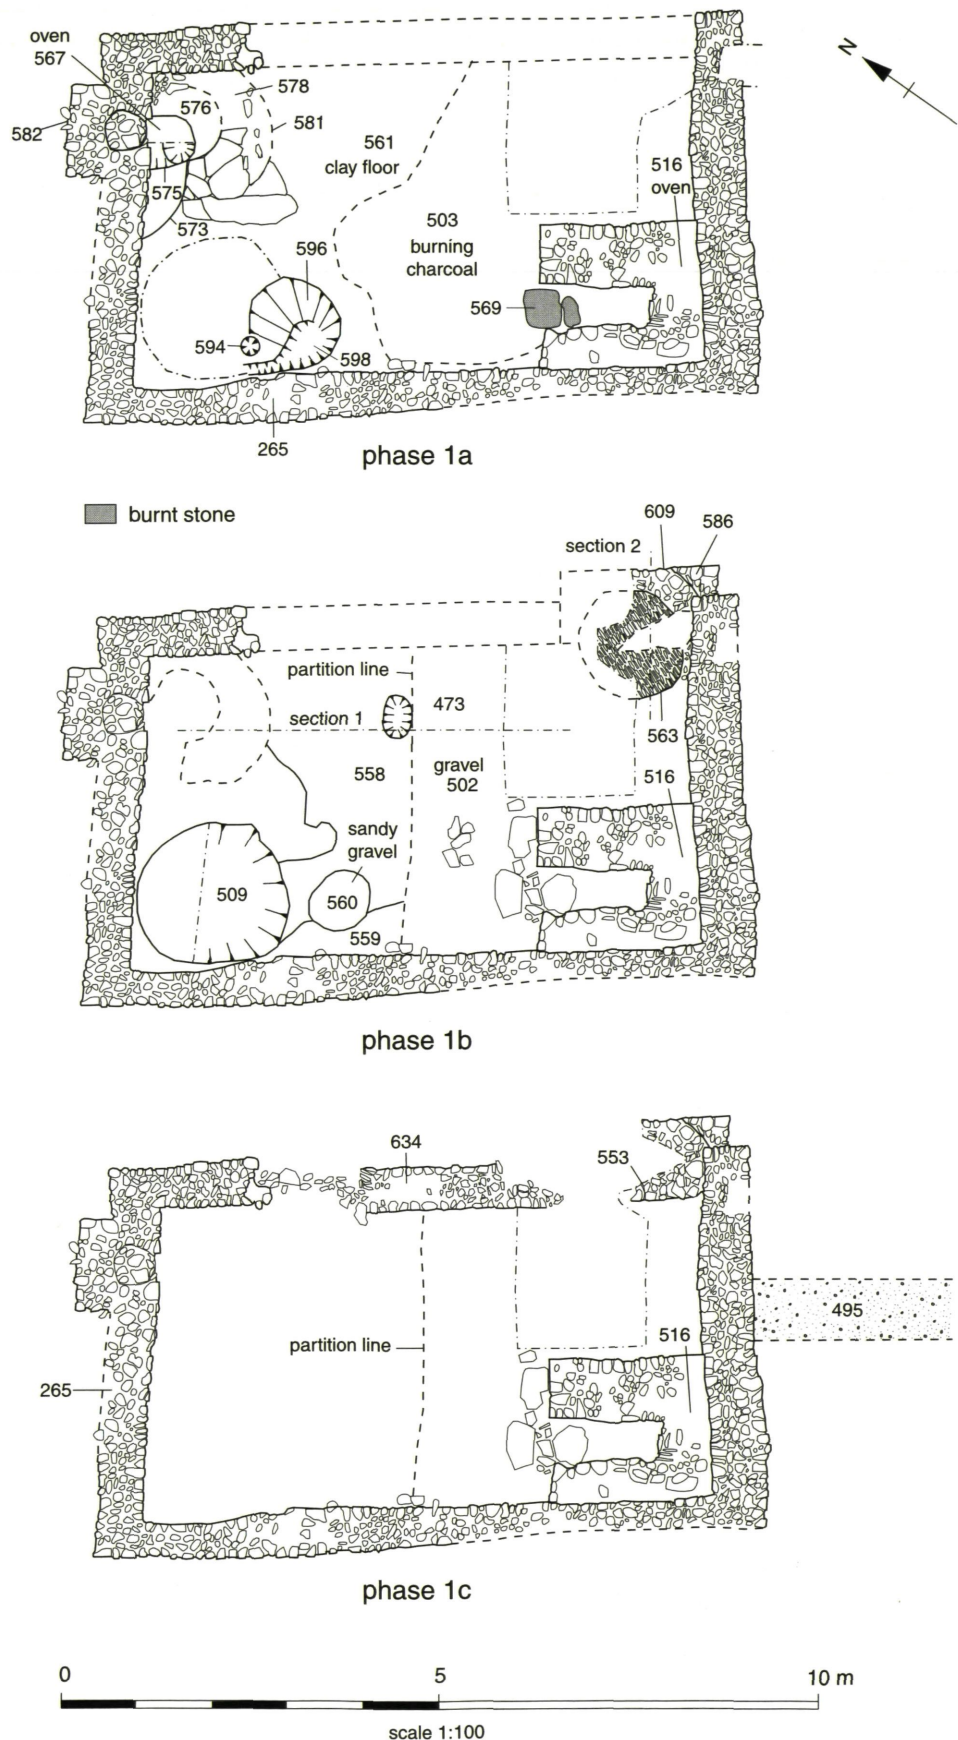 oven
567
N
578
576
582
581
561
clay floor
516
oven
575
573
503
burning
charcoal
596
569
594
598
265
phase 1a
burnt stone
609
586
section 2
partition line
473
section 1
563
558
gravel
502
516
sandy
gravel
509
560
559
phase 1b
634
553
495
516
partition line
265
phase 1c
0
5
10 m
scale 1:100